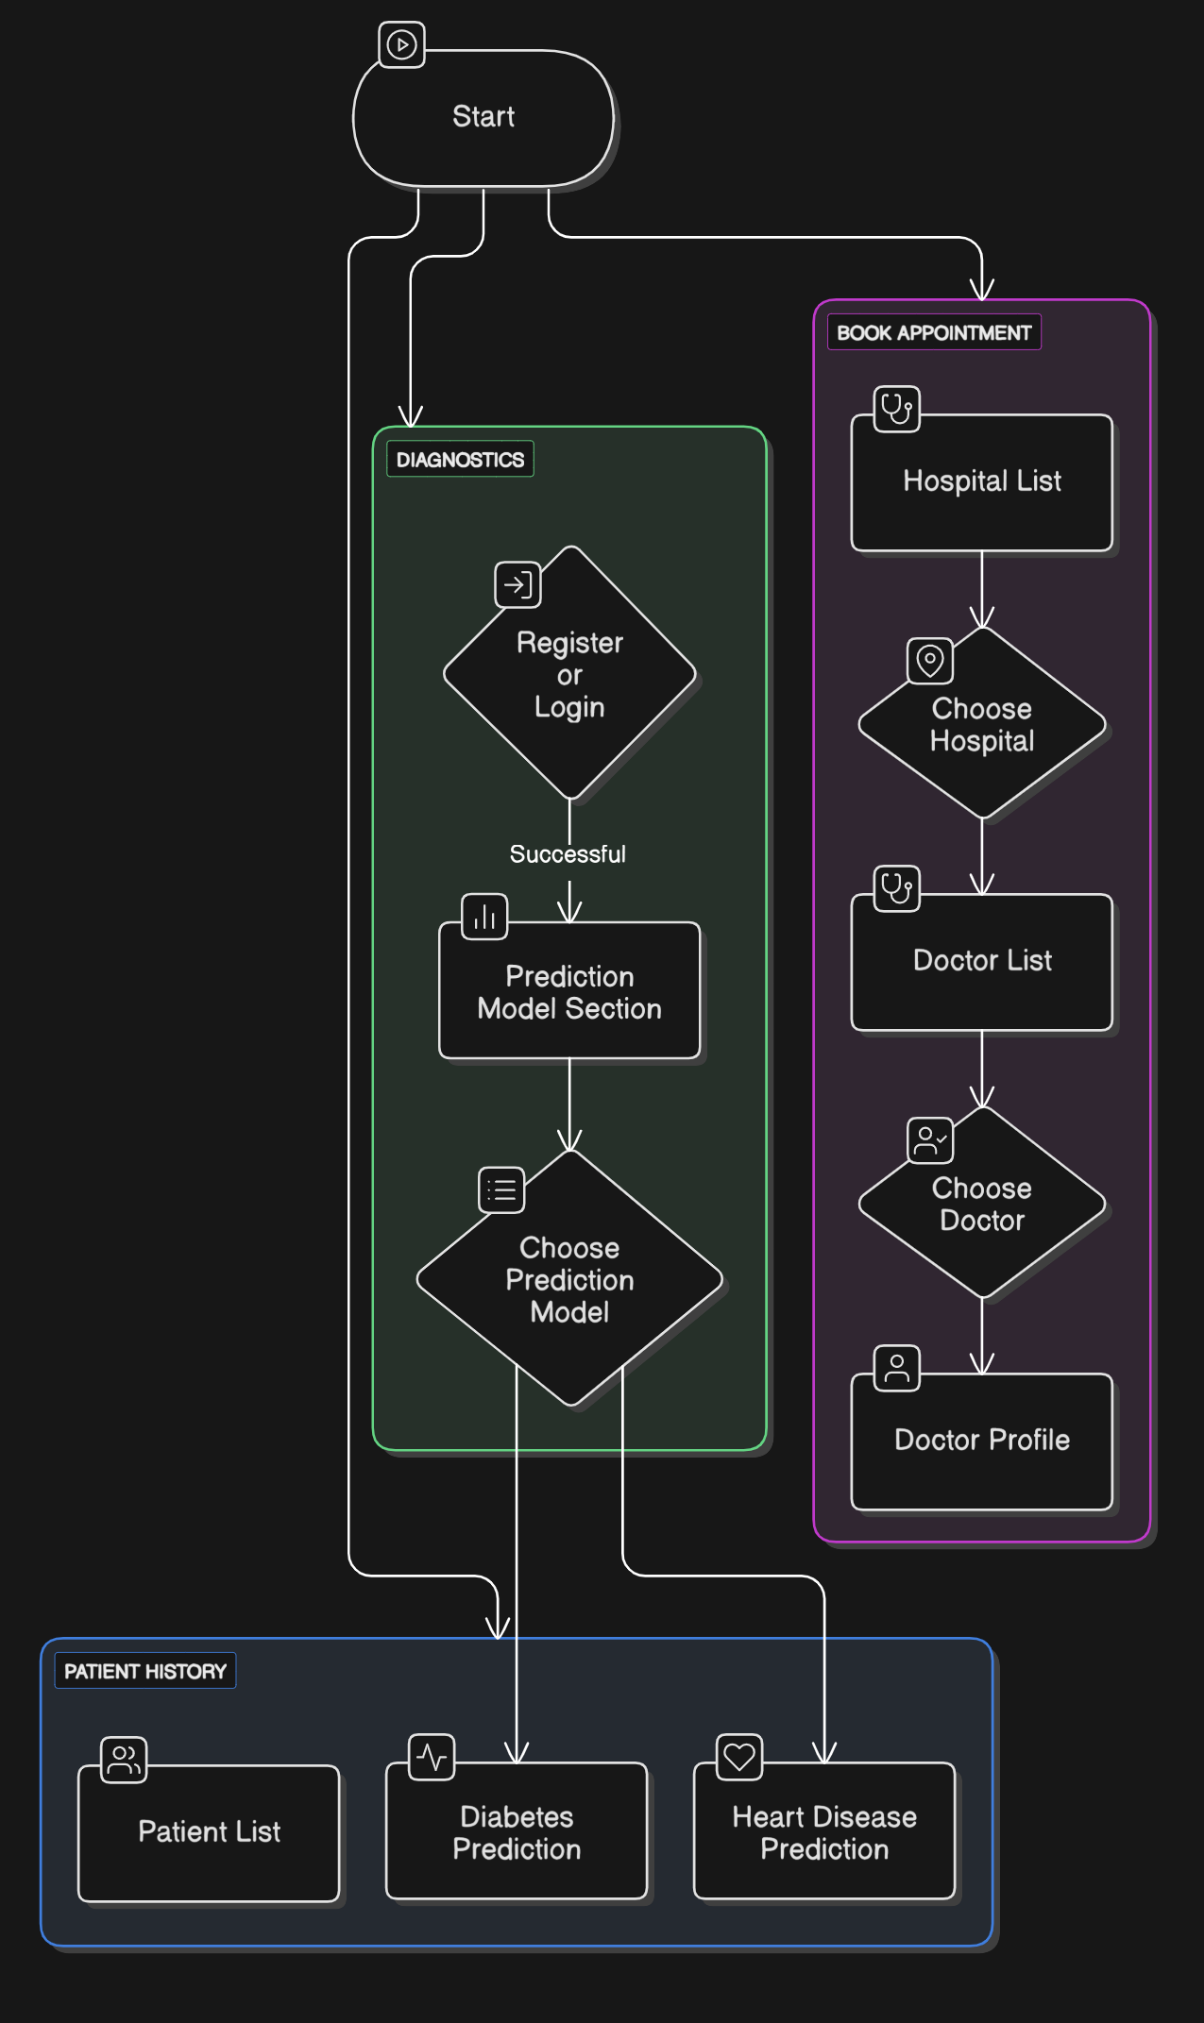 Start
BOOK APPOINTMENT
Hospital List
Choose
Hospital
Doctor List
Choose
Doctor
Doctor Profile
DIAGNOSTICS
Register
or
Login
Successful
Prediction
Model Section
Choose
Prediction
Model
PATIENT HISTORY
Patient List
Diabetes
Prediction
Heart Disease
Prediction